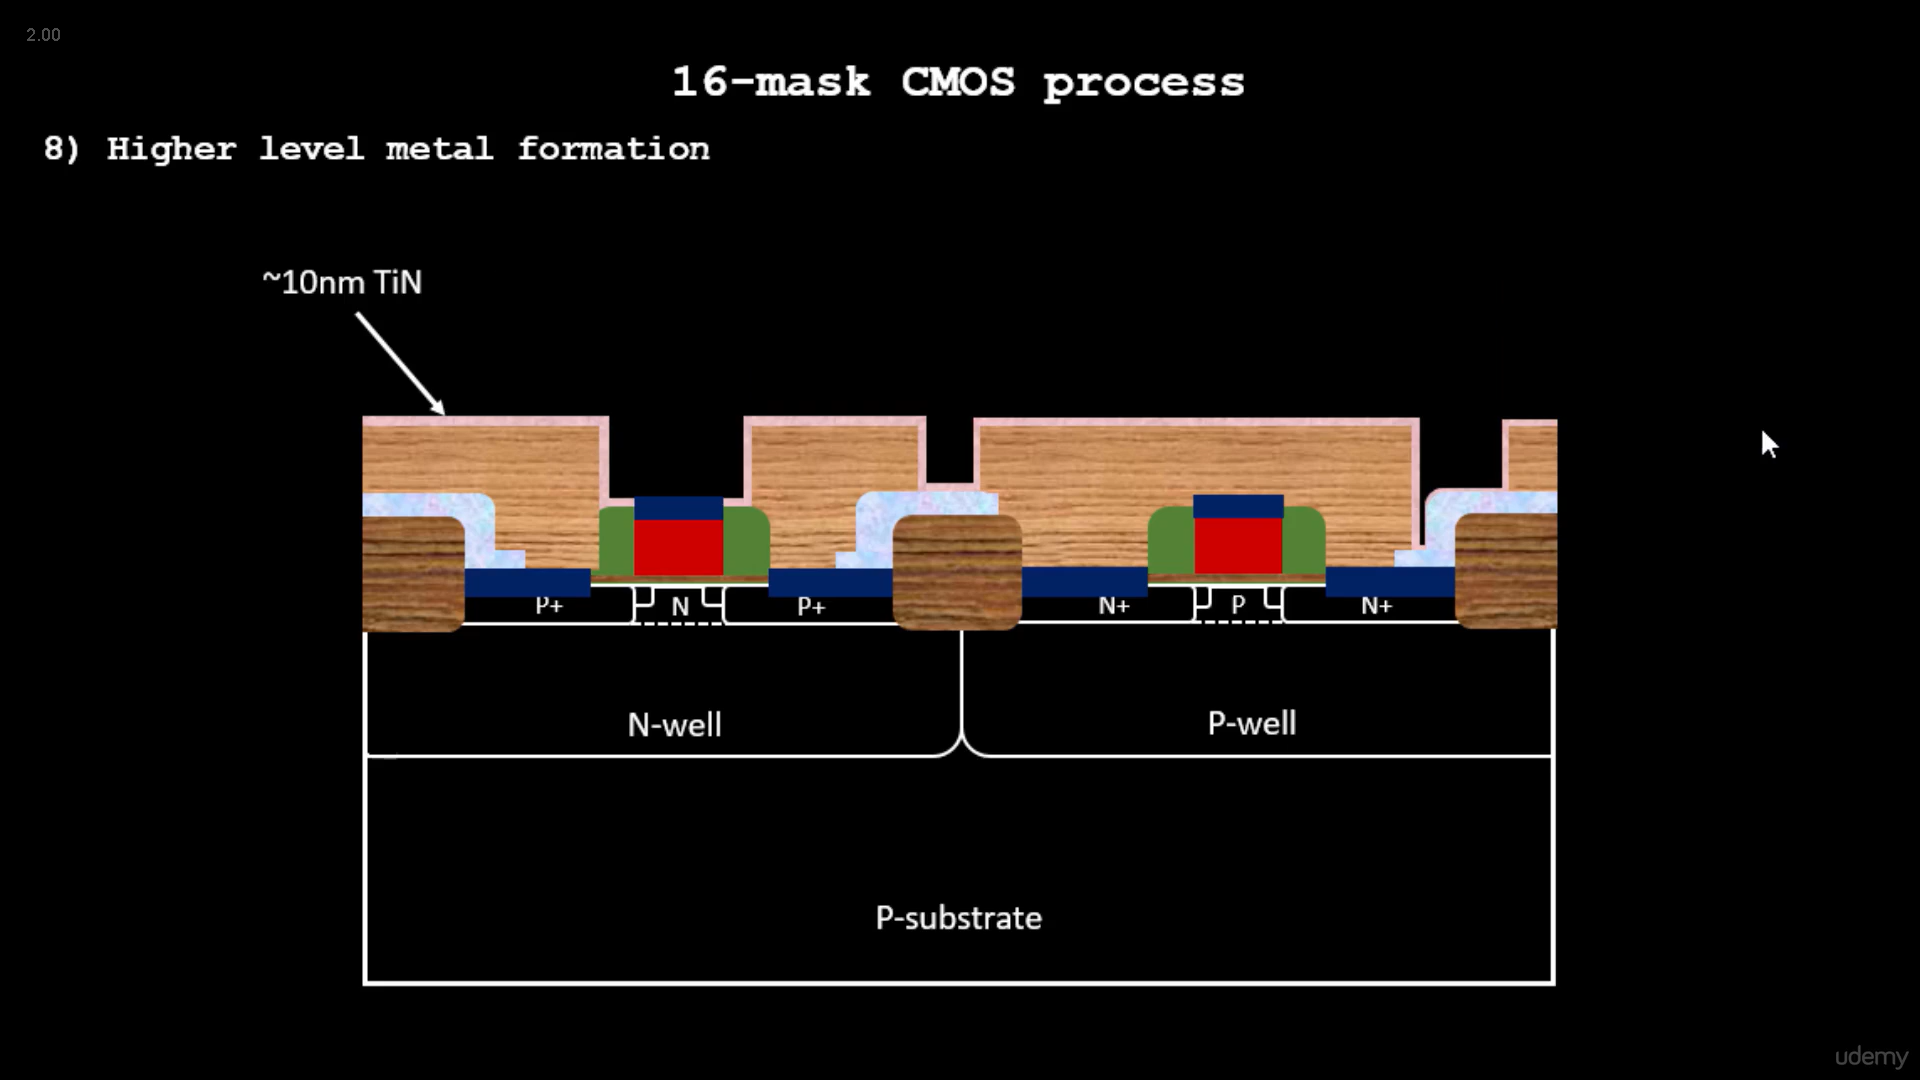 2.00
16-mask CMOS process
8) Higher level metal formation
~10nm TiN
P+ N P+ N+ P N+
N-well P-well
P-substrate
udemy